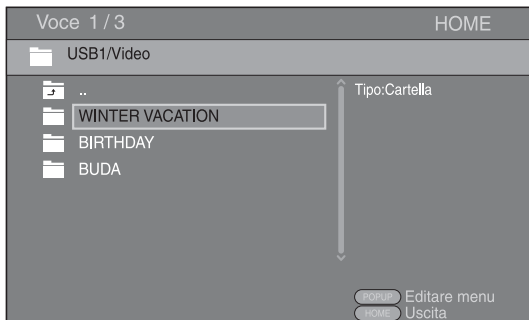 Voce 1/3 HOME
USB1/Video
..
WINTER VACATION
BIRTHDAY
BUDA
Tipo:Cartella
POPUP Editare menu
HOME Uscita